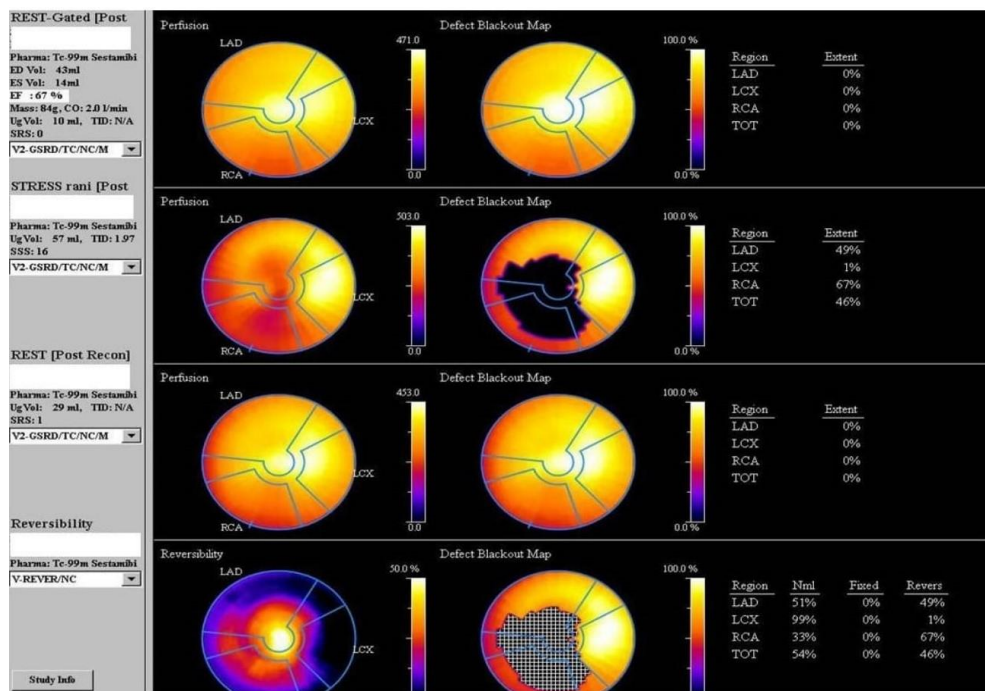 REST-Gated [Post
Pharma: Tc-99m Sestamibi
ED Vol: 43ml
ES Vol: 14ml
EF : 67 %
Mass: 84g, CO: 2.0 l/min
UgVol: 10 ml, TID: N/A
SRS: 0
V2-GSRD/TC/NC/M
Perfusion
LAD
LCX
RCA
471.0
0.0
Defect Blackout Map
100.0 %
0.0 %
Region Extent
LAD 0%
LCX 0%
RCA 0%
TOT 0%
STRESS rani [Post
Pharma: Tc-99m Sestamibi
UgVol: 57 ml, TID: 1.97
SSS: 16
V2-GSRD/TC/NC/M
Perfusion
LAD
LCX
RCA
503.0
0.0
Defect Blackout Map
100.0 %
0.0 %
Region Extent
LAD 49%
LCX 1%
RCA 67%
TOT 46%
REST [Post Recon]
Pharma: Tc-99m Sestamibi
UgVol: 29 ml, TID: N/A
SRS: 1
V2-GSRD/TC/NC/M
Perfusion
LAD
LCX
RCA
453.0
0.0
Defect Blackout Map
100.0 %
0.0 %
Region Extent
LAD 0%
LCX 0%
RCA 0%
TOT 0%
Reversibility
Pharma: Tc-99m Sestamibi
V-REVER/NC
Study Info
Reversibility
LAD
LCX
50.0 %
Defect Blackout Map
100.0 %
Region Nml Fixed Revers
LAD 51% 0% 49%
LCX 99% 0% 1%
RCA 33% 0% 67%
TOT 54% 0% 46%